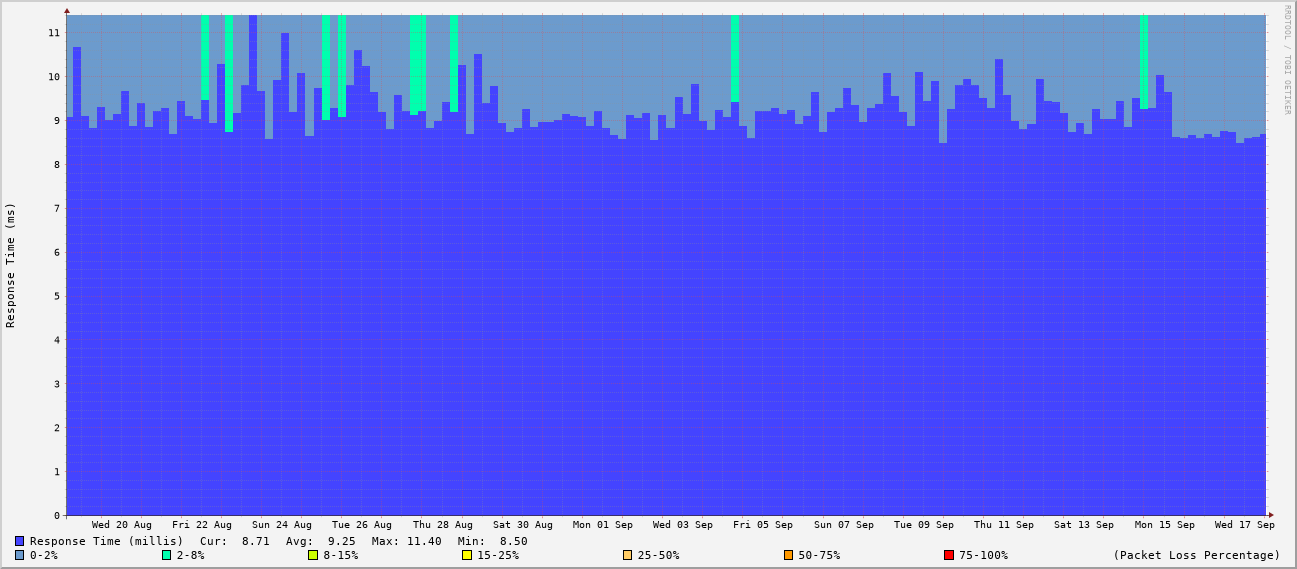 RRDTOOL / TOBI OETIKER
Response Time (ms)
11
10
9
8
7
6
5
4
3
2
1
0
Wed 20 Aug Fri 22 Aug Sun 24 Aug Tue 26 Aug Thu 28 Aug Sat 30 Aug Mon 01 Sep Wed 03 Sep Fri 05 Sep Sun 07 Sep Tue 09 Sep Thu 11 Sep Sat 13 Sep Mon 15 Sep Wed 17 Sep
Response Time (millis) Cur: 8.71 Avg: 9.25 Max: 11.40 Min: 8.50
0-2% 2-8% 8-15% 15-25% 25-50% 50-75% 75-100% (Packet Loss Percentage)